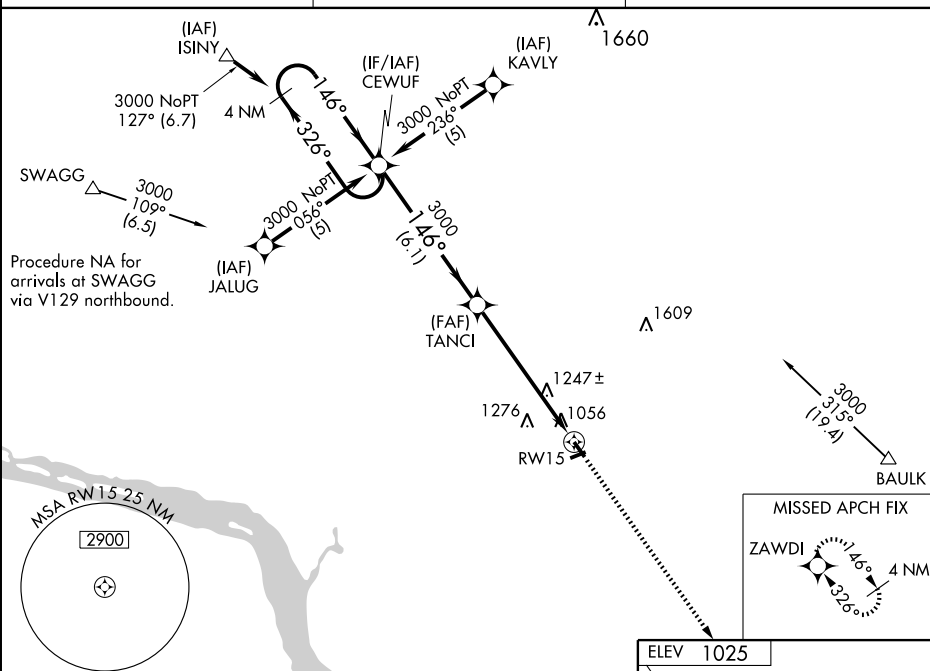 1660
(IAF)
ISINY
(IF/IAF)
CEWUF
(IAF)
KAVLY
3000 NoPT
127° (6.7)
4 NM
146°
326°
3000 NoPT
236°
(5)
SWAGG
3000
109°
(6.5)
3000 NoPT
056°
(5)
3000
146°
(6.1)
(IAF)
JALUG
Procedure NA for
arrivals at SWAGG
via V129 northbound.
(FAF)
TANCI
1609
1247±
1276
1056
RW15
3000
315°
(19.4)
BAULK
MSA RW15 25 NM
2900
MISSED APCH FIX
ZAWDI
146°
326°
4 NM
ELEV 1025